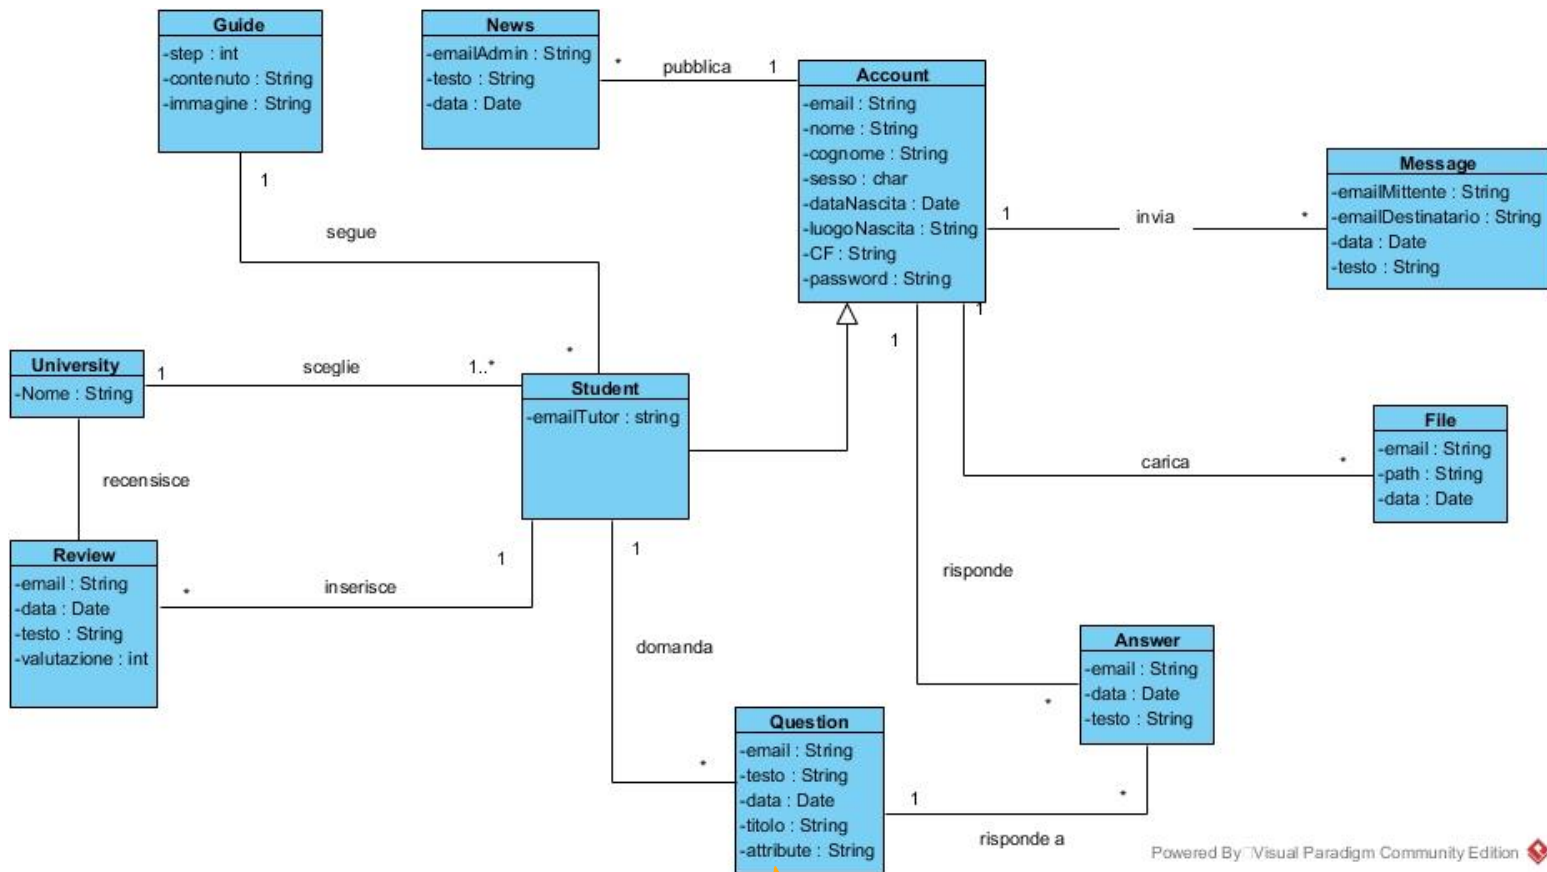 Guide
-step : int
-contenuto : String
-immagine : String
News
-emailAdmin : String
-testo : String
-data : Date
* pubblica 1
Account
-email : String
-nome : String
-cognome : String
-sesso : char
-dataNascita : Date
-luogoNascita : String
-CF : String
-password : String
1 invia *
Message
-emailMittente : String
-emailDestinatario : String
-data : Date
-testo : String
1
segue
*
University
-Nome : String
1 sceglie 1..*
Student
-emailTutor : string
1
1
carica *
File
-email : String
-path : String
-data : Date
recensisce
Review
-email : String
-data : Date
-testo : String
-valutazione : int
* inserisce 1
1
domanda
*
risponde
*
Answer
-email : String
-data : Date
-testo : String
Question
-email : String
-testo : String
-data : Date
-titolo : String
-attribute : String
1 risponde a *
Powered By Visual Paradigm Community Edition